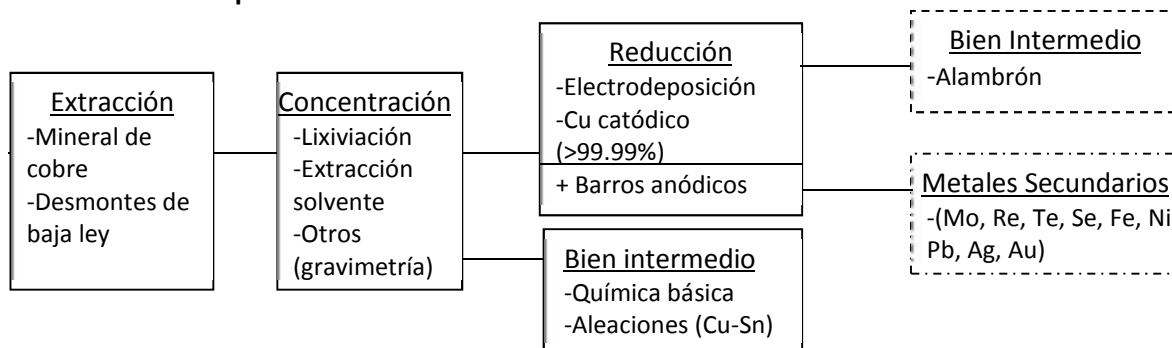 Extracción
-Mineral de
cobre
-Desmontes de
baja ley
Concentración
-Lixiviación
-Extracción
solvente
-Otros
(gravimetría)
Reducción
-Electrodeposición
-Cu catódico
(>99.99%)
+ Barros anódicos
Bien intermedio
-Química básica
-Aleaciones (Cu-Sn)
Bien Intermedio
-Alambrón
Metales Secundarios
-(Mo, Re, Te, Se, Fe, Ni
Pb, Ag, Au)